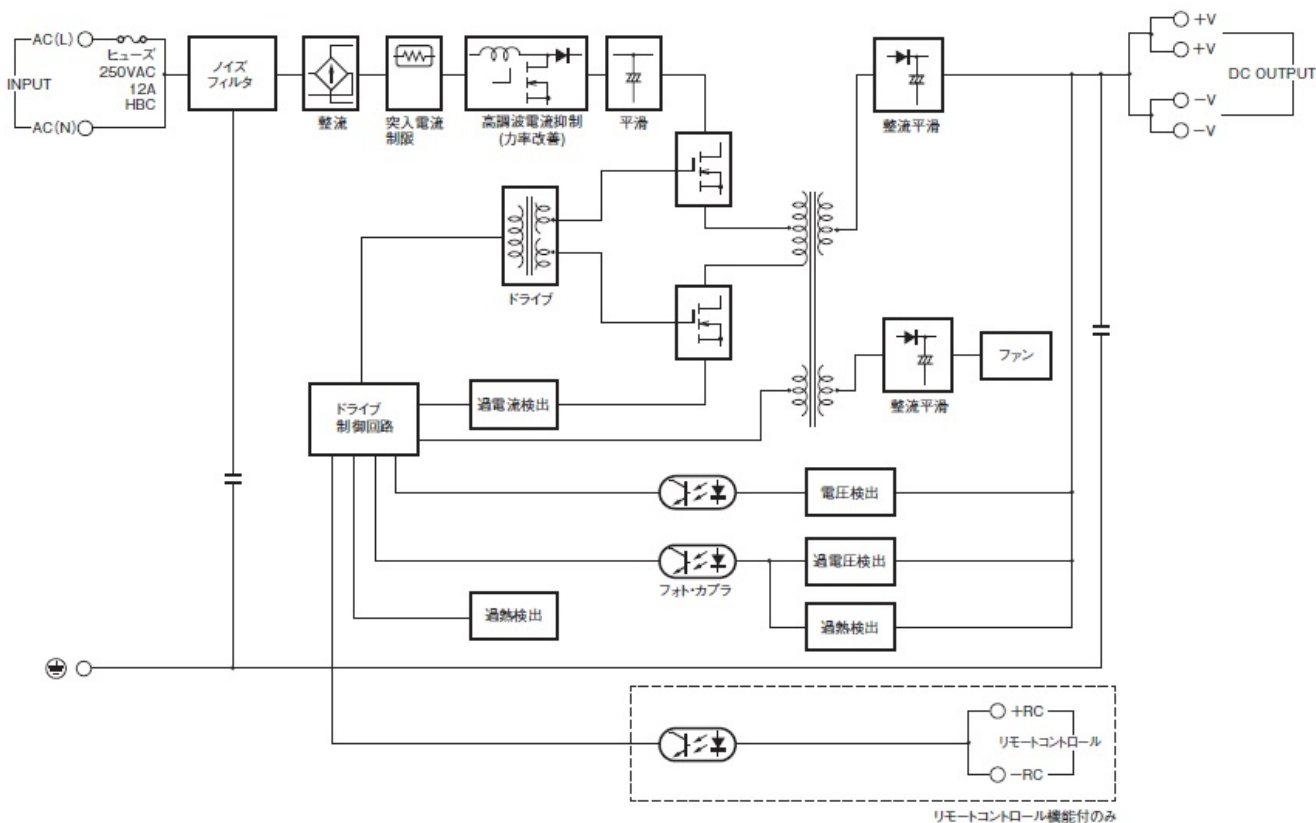 INPUT
AC(L)
AC(N)
ヒューズ
250VAC
12A
HBC
ノイズ
フィルタ
整流
突入電流
制限
高調波電流抑制
(力率改善)
平滑
整流平滑
+V
+V
DC OUTPUT
−V
−V
ドライブ
整流平滑
ファン
ドライブ
制御回路
過電流検出
電圧検出
過電圧検出
フォト・カプラ
過熱検出
過熱検出
+RC
リモートコントロール
−RC
リモートコントロール機能付のみ